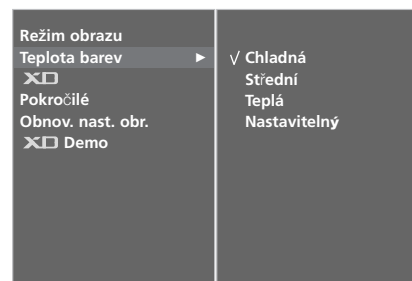 Režim obrazu
Teplota barev ►
XD
Pokročilé
Obnov. nast. obr.
XD Demo
√ Chladná
Střední
Teplá
Nastavitelný